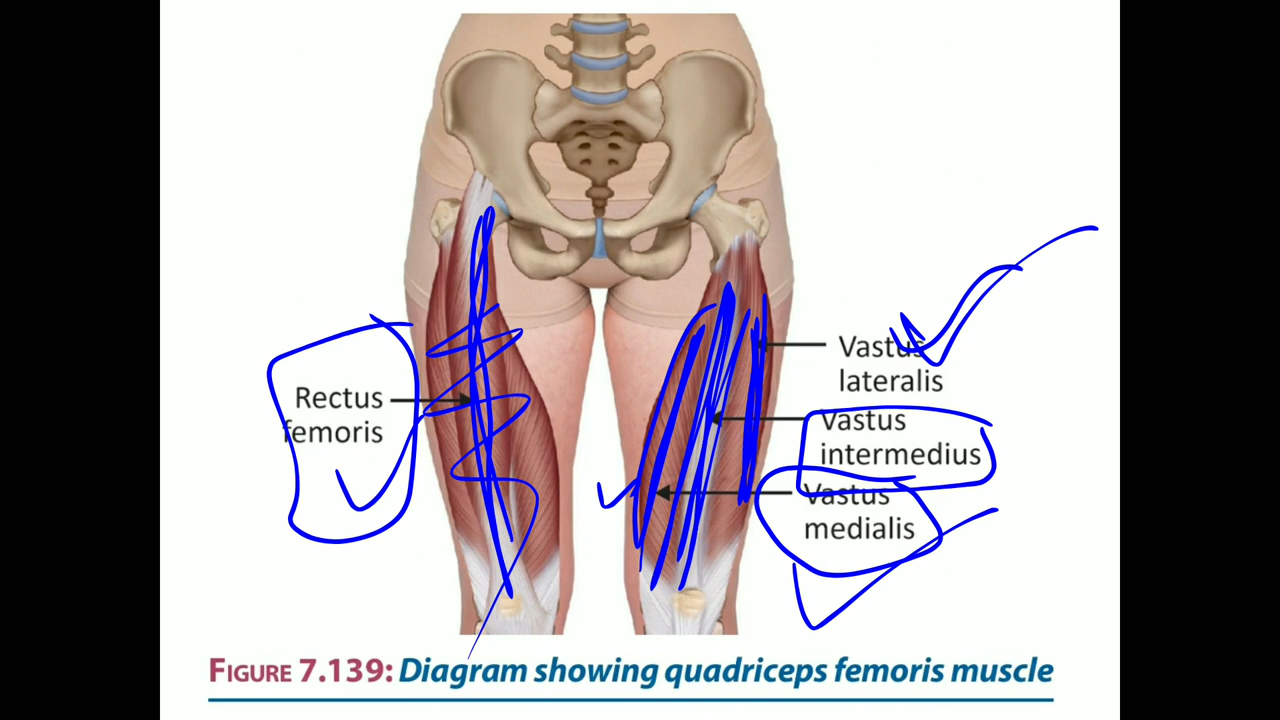 Rectus
femoris
Vastus
lateralis
Vastus
intermedius
Vastus
medialis
FIGURE 7.139: Diagram showing quadriceps femoris muscle